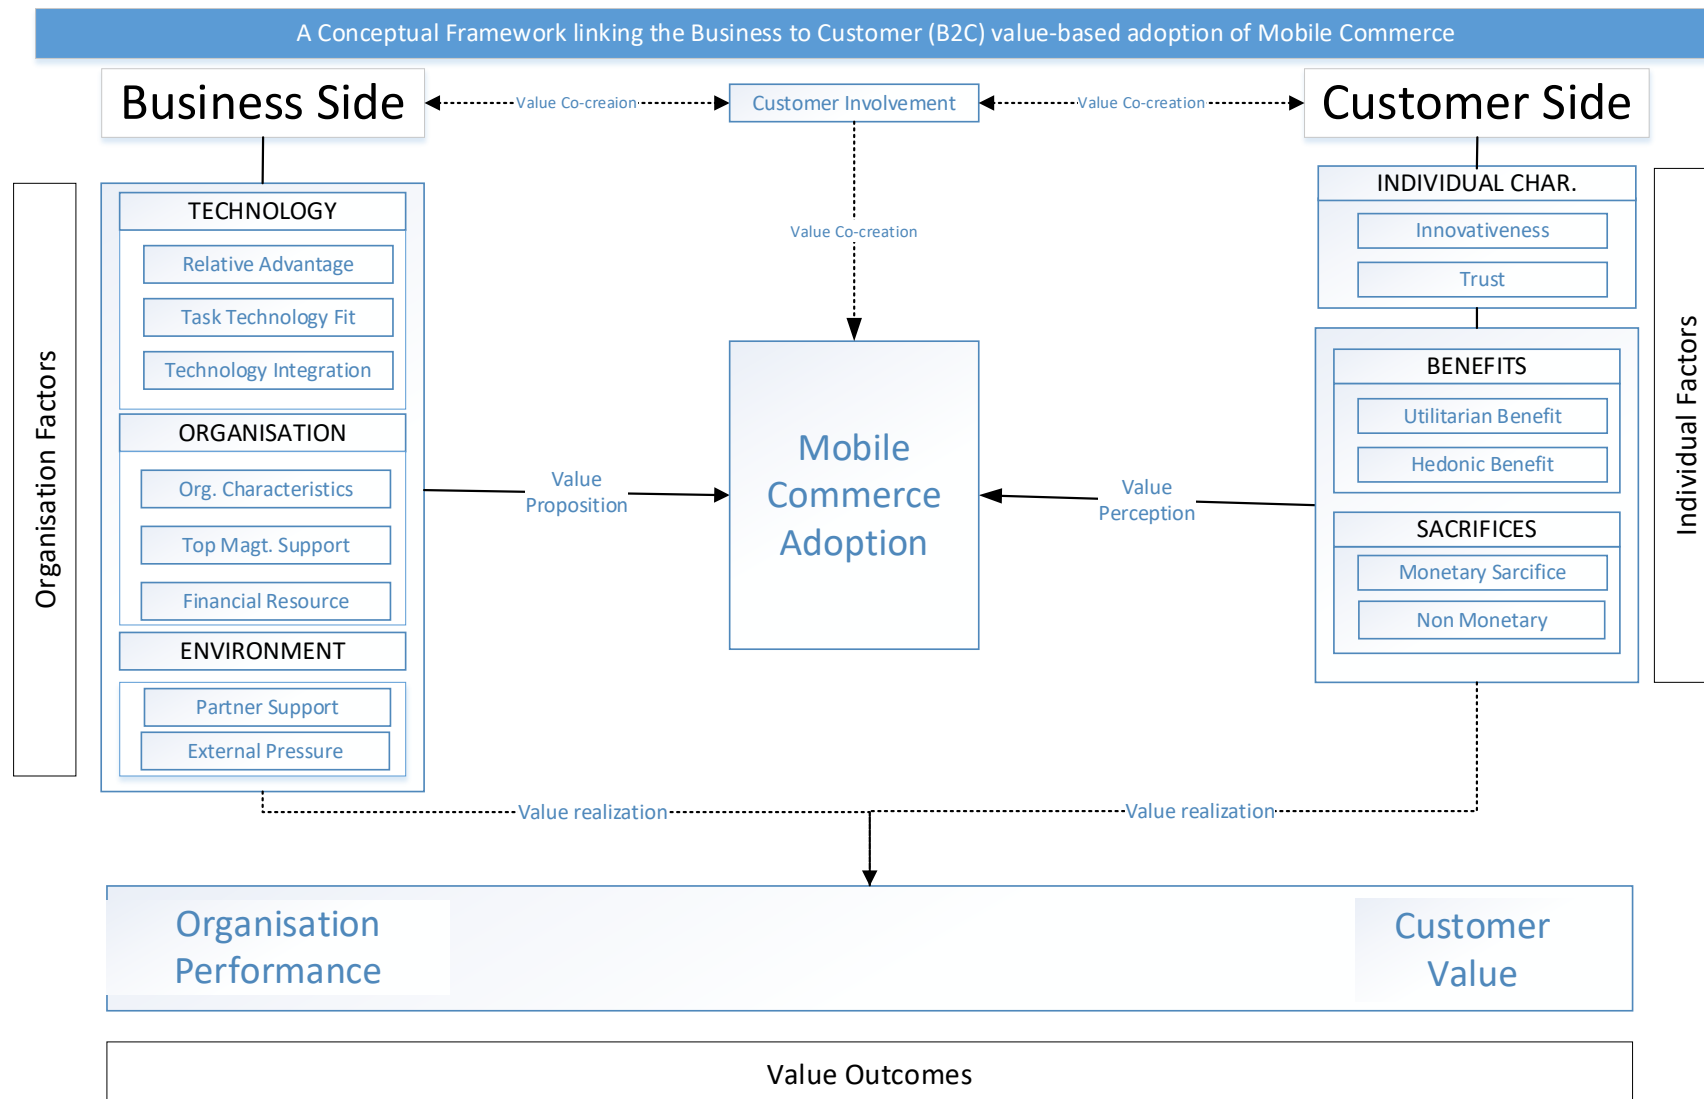 A Conceptual Framework linking the Business to Customer (B2C) value-based adoption of Mobile Commerce
Business Side
Value Co-creaion
Customer Involvement
Value Co-creation
Customer Side
Value Co-creation
Organisation Factors
TECHNOLOGY
Relative Advantage
Task Technology Fit
Technology Integration
ORGANISATION
Org. Characteristics
Top Magt. Support
Financial Resource
ENVIRONMENT
Partner Support
External Pressure
Value
Proposition
Mobile
Commerce
Adoption
Value
Perception
INDIVIDUAL CHAR.
Innovativeness
Trust
BENEFITS
Utilitarian Benefit
Hedonic Benefit
SACRIFICES
Monetary Sarcifice
Non Monetary
Individual Factors
Value realization
Value realization
Organisation
Performance
Customer
Value
Value Outcomes